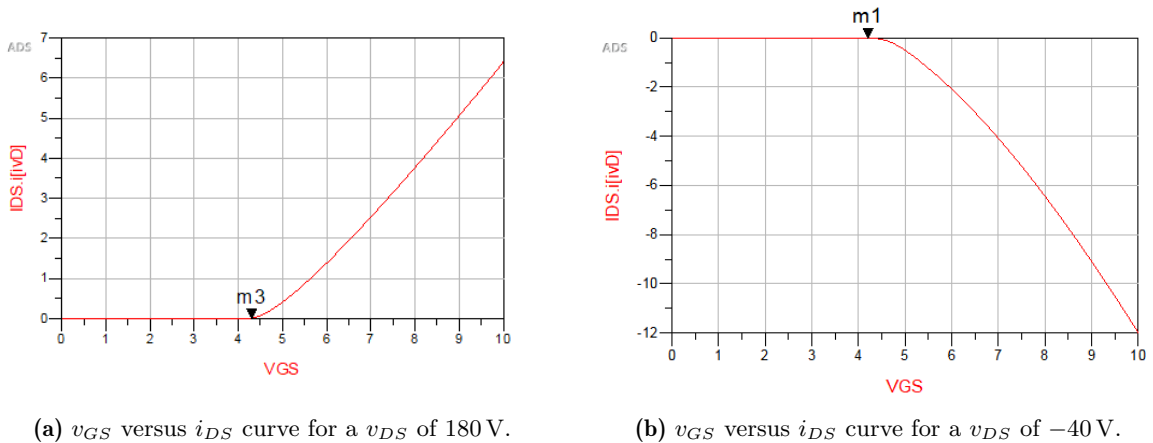 m3
ADS
IDS.i[ivD]
7
6
5
4
3
2
1
0
0 1 2 3 4 5 6 7 8 9 10
VGS
(a) v_GS versus i_DS curve for a v_DS of 180 V.
m1
ADS
IDS.i[ivD]
0
-2
-4
-6
-8
-10
-12
0 1 2 3 4 5 6 7 8 9 10
VGS
(b) v_GS versus i_DS curve for a v_DS of −40 V.